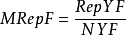 MRepF = RepYF / NYF